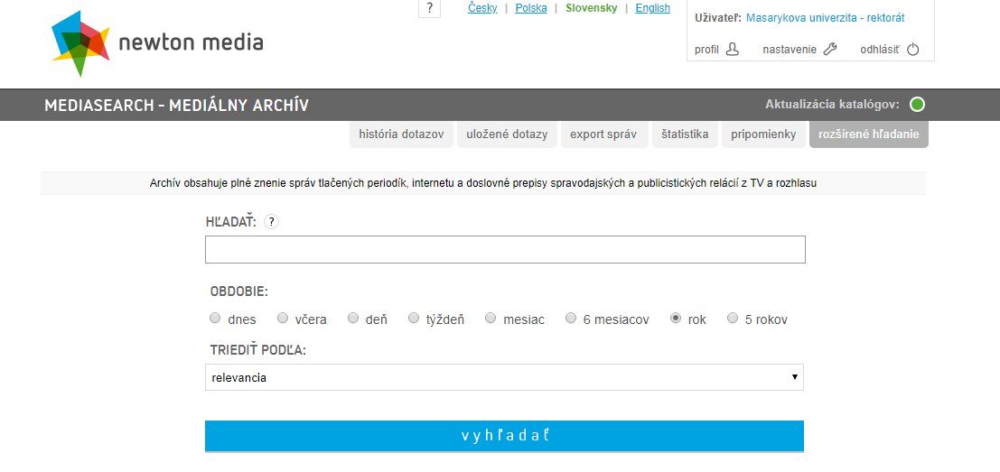 ?
Česky | Polska | Slovensky | English
Uživateľ: Masarykova univerzita - rektorát
newton media
profil nastavenie odhlásiť
MEDIASEARCH - MEDIÁLNY ARCHÍV
Aktualizácia katalógov:
história dotazov uložené dotazy export správ štatistika pripomienky rozšírené hľadanie
Archív obsahuje plné znenie správ tlačených periodík, internetu a doslovné prepisy spravodajských a publicistických relácií z TV a rozhlasu
HĽADAŤ: ?
OBDOBIE:
dnes včera deň týždeň mesiac 6 mesiacov rok 5 rokov
TRIEDIŤ PODĽA:
relevancia
vyhľadať